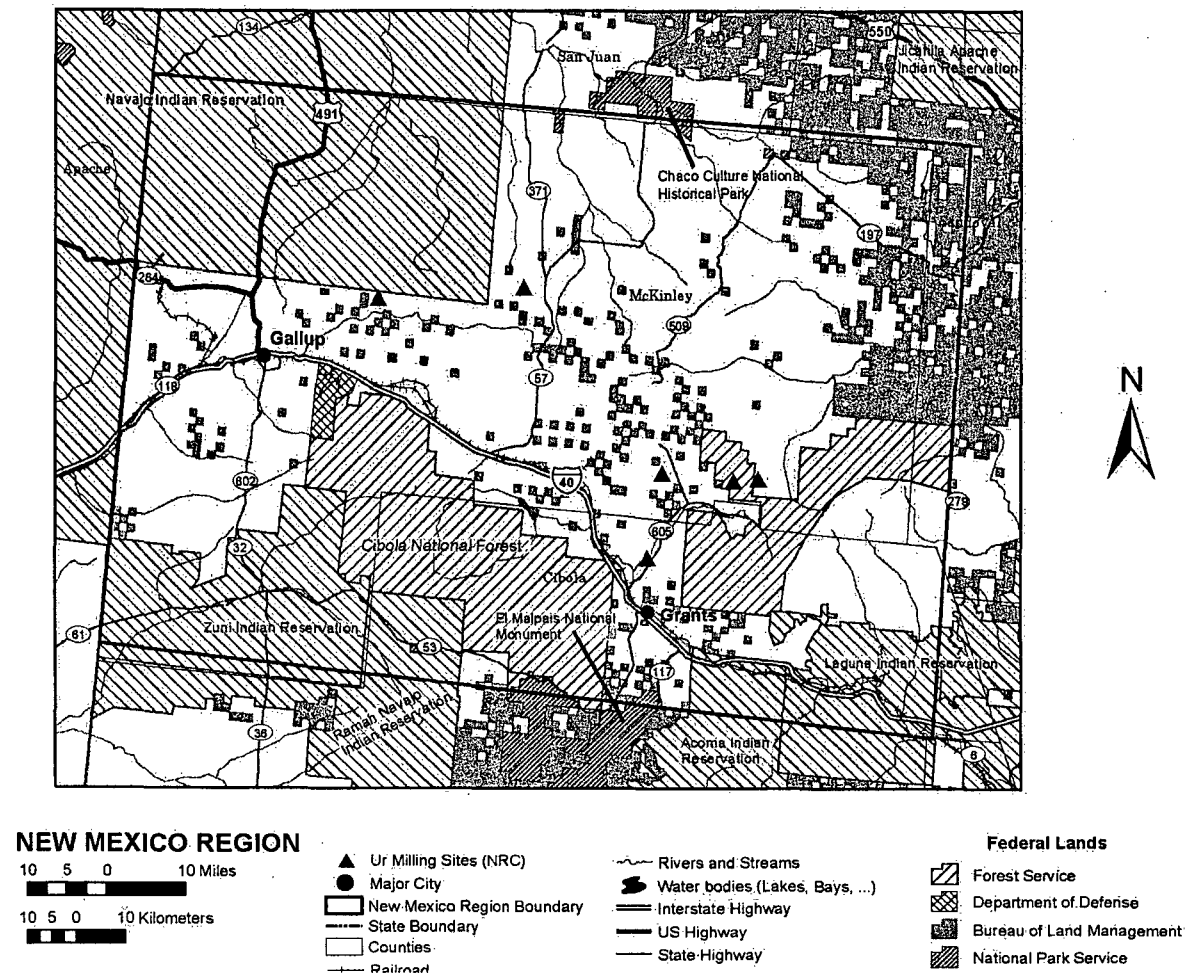 134
550
San Juan
Jicarilla Apache
Indian Reservation
Navajo Indian Reservation
491
Apache
Chaco Culture National
Historical Park
371
197
264
McKinley
509
Gallup
118
57
40
602
279
605
Cibola National Forest
32
Cibola
El Malpais National
Monument
Grants
Zuni Indian Reservation
61
53
117
Laguna Indian Reservation
Ramah Navajo
Indian Reservation
36
Acoma Indian
Reservation
6
N
NEW MEXICO REGION
10 5 0 10 Miles
10 5 0 10 Kilometers
Ur Milling Sites (NRC)
Major City
New Mexico Region Boundary
State Boundary
Counties
Railroad
Rivers and Streams
Water bodies (Lakes, Bays, ...)
Interstate Highway
US Highway
State Highway
Federal Lands
Forest Service
Department of Defense
Bureau of Land Management
National Park Service